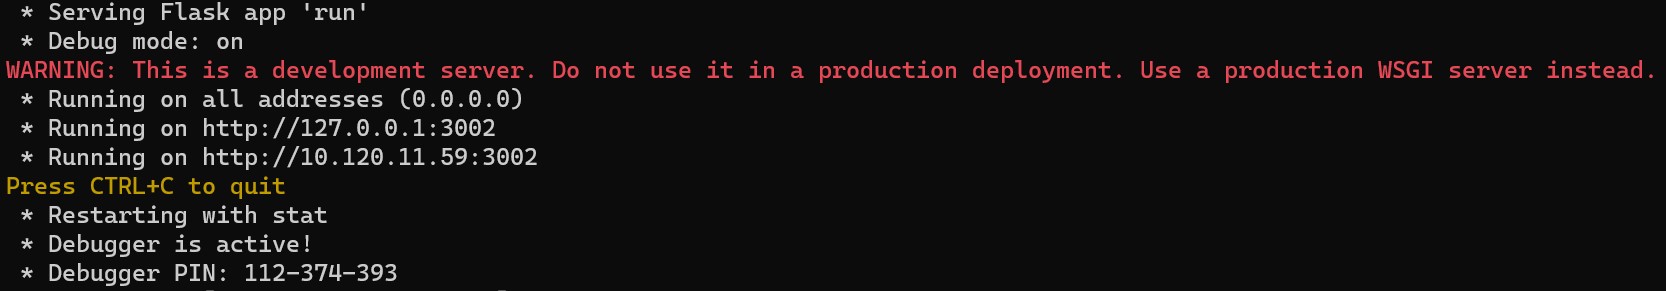 * Serving Flask app 'run'
* Debug mode: on
WARNING: This is a development server. Do not use it in a production deployment. Use a production WSGI server instead.
* Running on all addresses (0.0.0.0)
* Running on http://127.0.0.1:3002
* Running on http://10.120.11.59:3002
Press CTRL+C to quit
* Restarting with stat
* Debugger is active!
* Debugger PIN: 112-374-393